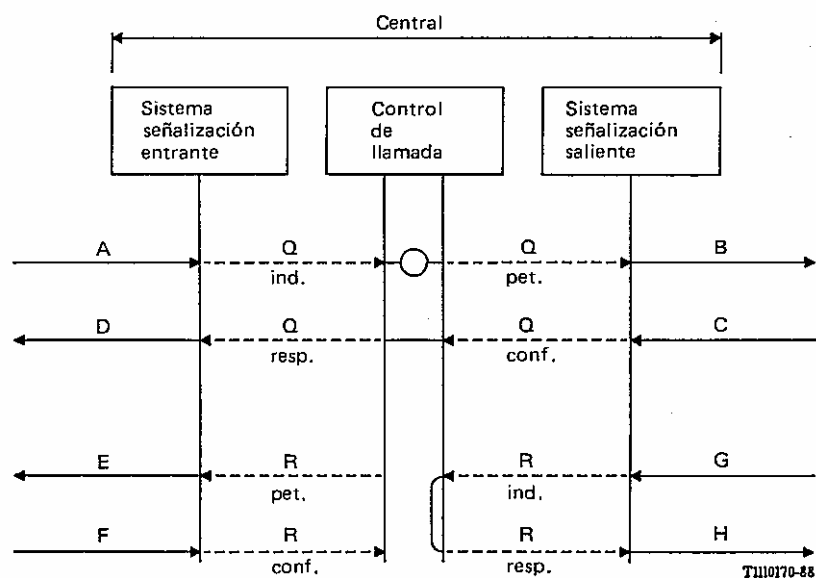 Central
Sistema
señalización
entrante
Control
de
llamada
Sistema
señalización
saliente
A Q Q B
ind. pet.
D Q Q C
resp. conf.
E R R G
pet. ind.
F R R H
conf. resp.
T1110170-88